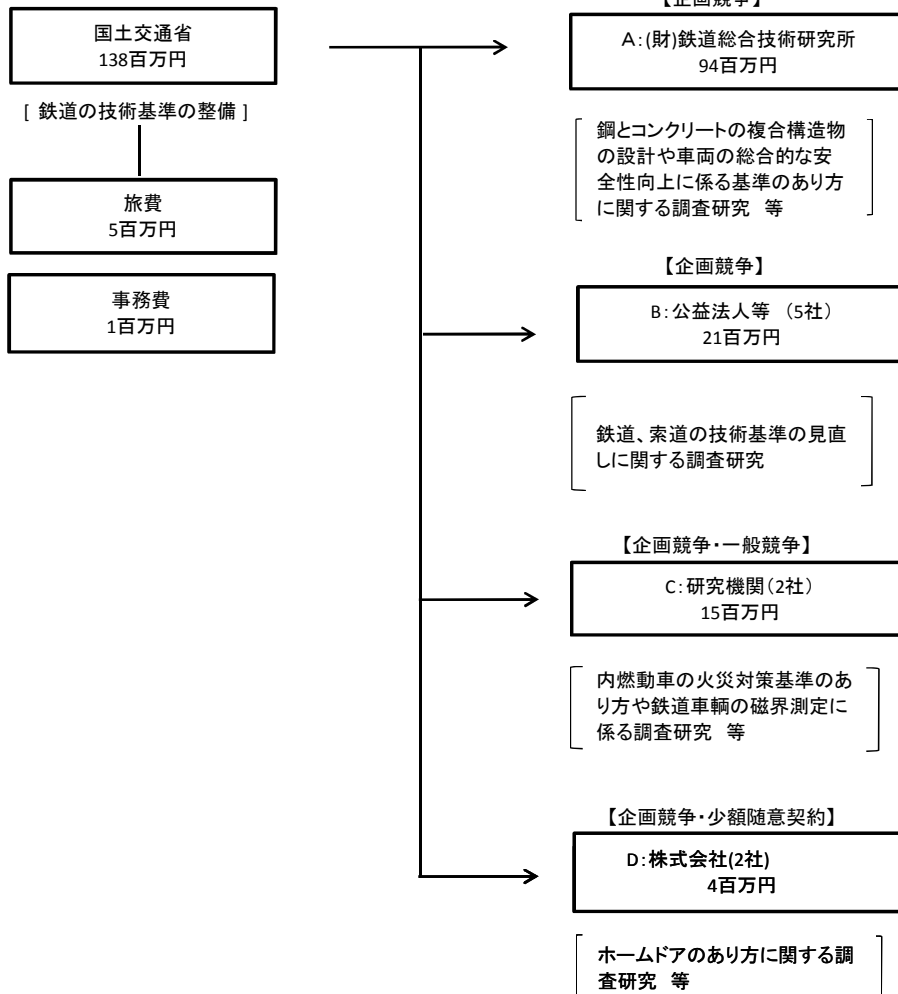 国土交通省
138百万円
[ 鉄道の技術基準の整備 ]
旅費
5百万円
事務費
1百万円
【企画競争】
A:(財)鉄道総合技術研究所
94百万円
鋼とコンクリートの複合構造物
の設計や車両の総合的な安
全性向上に係る基準のあり方
に関する調査研究 等
【企画競争】
B:公益法人等 (5社)
21百万円
鉄道、索道の技術基準の見直
しに関する調査研究
【企画競争・一般競争】
C:研究機関(2社)
15百万円
内燃動車の火災対策基準のあ
り方や鉄道車輌の磁界測定に
係る調査研究 等
【企画競争・少額随意契約】
D:株式会社(2社)
4百万円
ホームドアのあり方に関する調
査研究 等